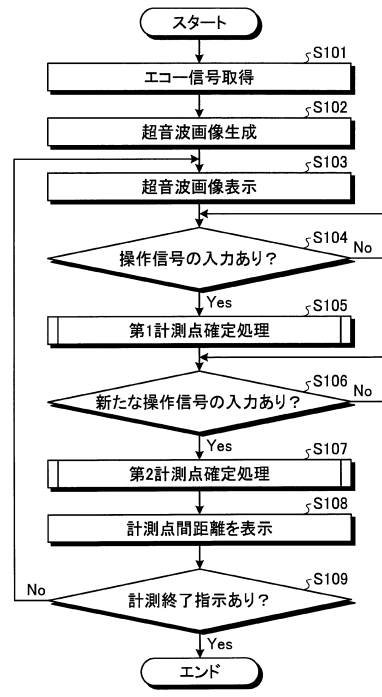 スタート
S101
エコー信号取得
S102
超音波画像生成
S103
超音波画像表示
S104
操作信号の入力あり?
No
Yes
S105
第1計測点確定処理
S106
新たな操作信号の入力あり?
No
Yes
S107
第2計測点確定処理
S108
計測点間距離を表示
S109
計測終了指示あり?
No
Yes
エンド